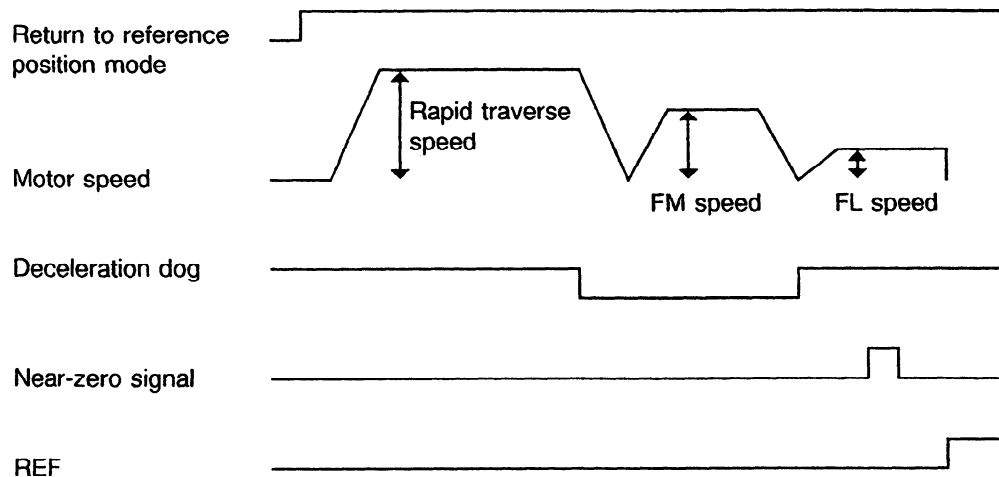 Return to reference
position mode
Rapid traverse
speed
Motor speed
FM speed
FL speed
Deceleration dog
Near-zero signal
REF